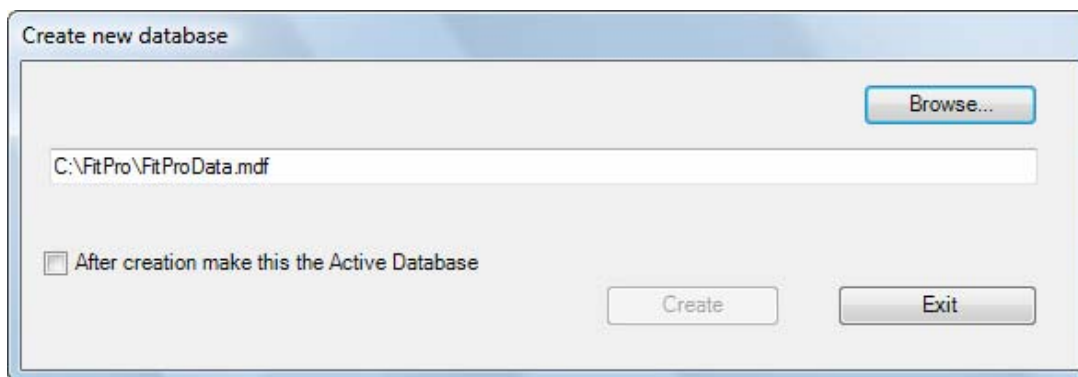 Create new database
Browse...
C:\FitPro\FitProData.mdf
After creation make this the Active Database
Create
Exit